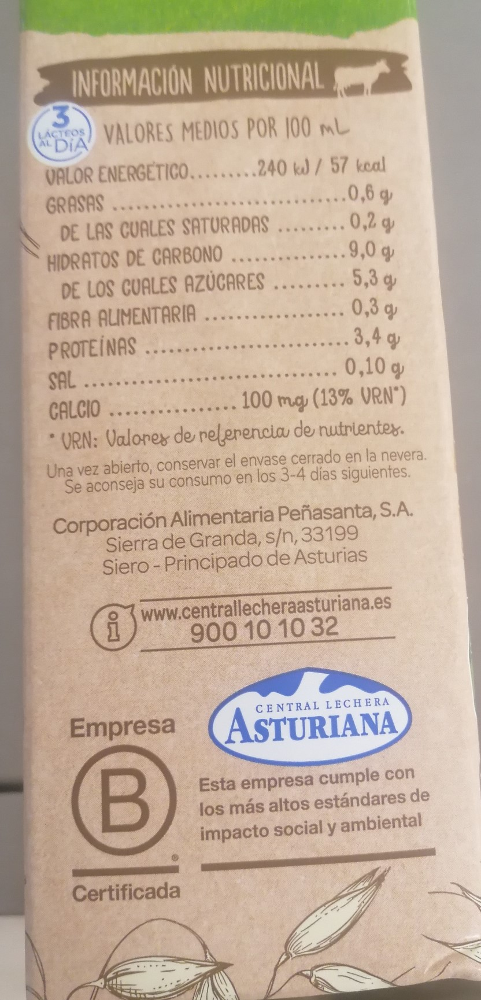 INFORMACIÓN NUTRICIONAL
3
LÁCTEOS
AL DÍA
VALORES MEDIOS POR 100 mL
VALOR ENERGÉTICO..........240 kJ / 57 kcal
GRASAS ....................................0,6 g
DE LAS CUALES SATURADAS .......... 0,2 g
HIDRATOS DE CARBONO ..................9,0 g
DE LOS CUALES AZÚCARES .......... 5,3 g
FIBRA ALIMENTARIA ..................... 0,3 g
PROTEÍNAS ............................... 3,4 g
SAL ...................................... 0,10 g
CALCIO ................... 100 mg (13% VRN*)
* VRN: Valores de referencia de nutrientes.
Una vez abierto, conservar el envase cerrado en la nevera.
Se aconseja su consumo en los 3-4 días siguientes.
Corporación Alimentaria Peñasanta, S.A.
Sierra de Granda, s/n, 33199
Siero - Principado de Asturias
i www.centrallecheraasturiana.es
900 10 10 32
CENTRAL LECHERA
ASTURIANA
Empresa
B
®
Certificada
Esta empresa cumple con
los más altos estándares de
impacto social y ambiental